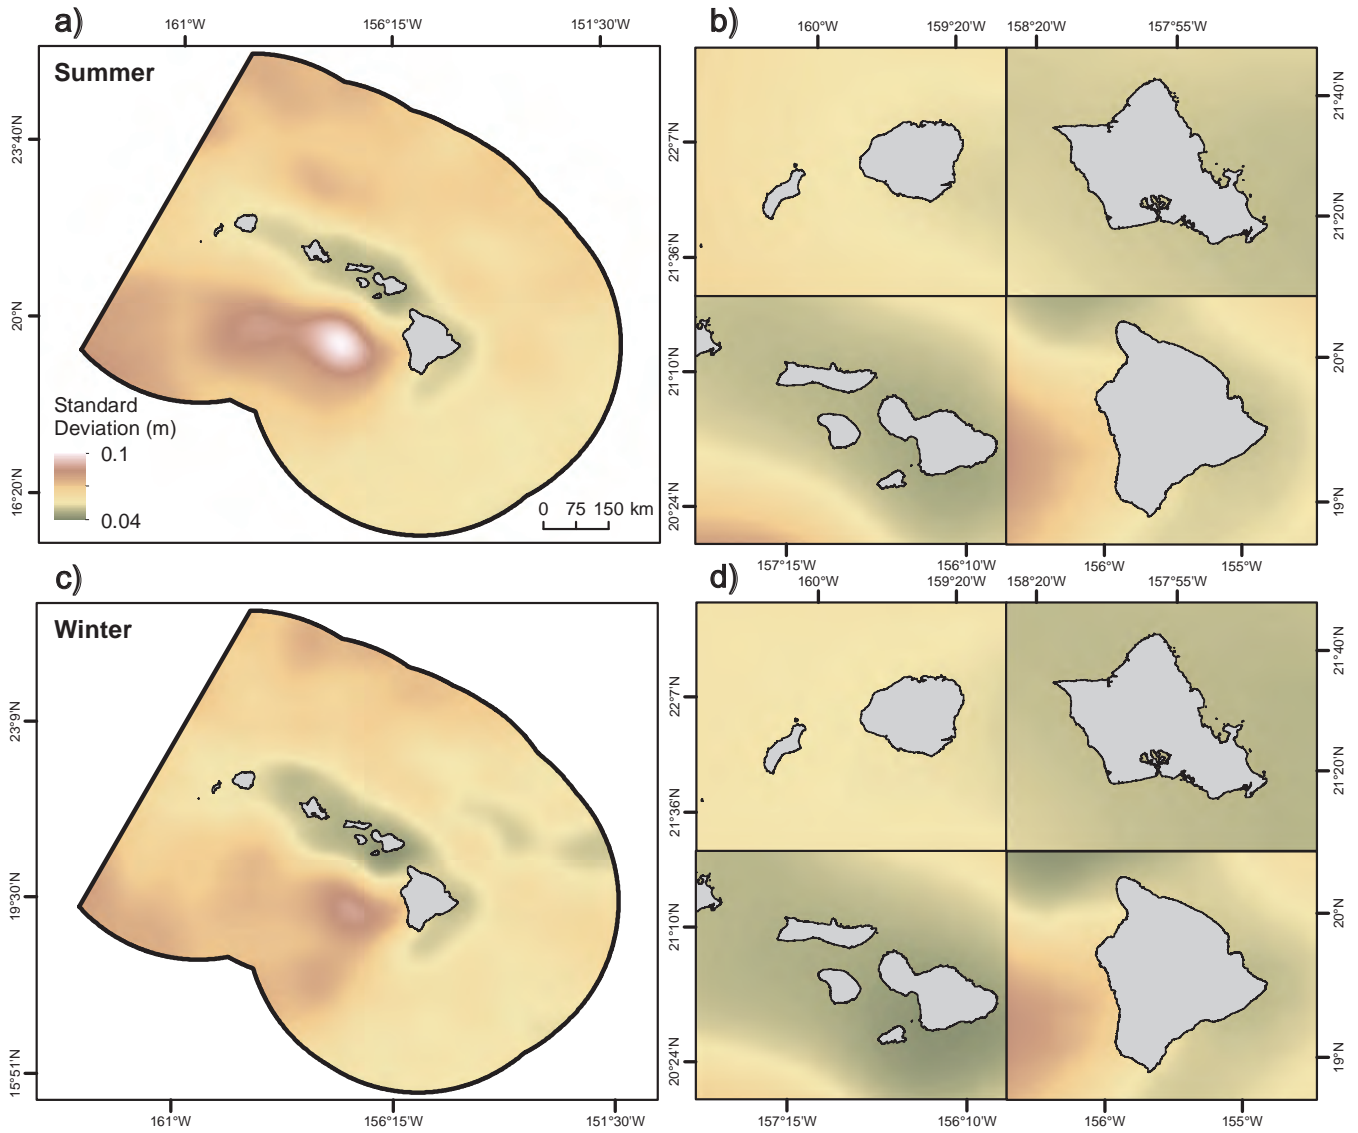 a)
161°W 156°15'W 151°30'W
Summer
23°40'N
20°N
16°20'N
Standard
Deviation (m)
0.1
0.04
0 75 150 km
b)
160°W 159°20'W 158°20'W 157°55'W
22°7'N
21°36'N
21°40'N
21°20'N
21°10'N
20°24'N
20°N
19°N
157°15'W 156°10'W 156°W 155°W
c)
Winter
23°9'N
19°30'N
15°51'N
161°W 156°15'W 151°30'W
d)
160°W 159°20'W 158°20'W 157°55'W
22°7'N
21°36'N
21°40'N
21°20'N
21°10'N
20°24'N
20°N
19°N
157°15'W 156°10'W 156°W 155°W